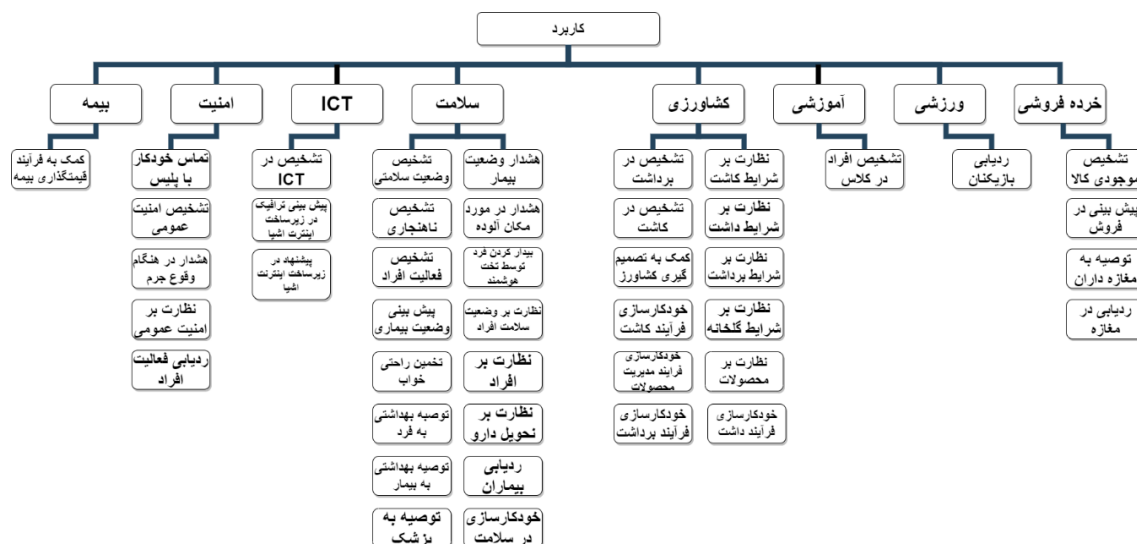 کاربرد
خرده فروشی
ورزشی
آموزشی
کشاورزی
سلامت
ICT
امنیت
بیمه
تشخیص
موجودی کالا
پیش بینی در
فروش
توصیه به
مغازه داران
ردیابی در
مغازه
ردیابی
بازیکنان
تشخیص افراد
در کلاس
نظارت بر
شرایط کاشت
نظارت بر
شرایط داشت
نظارت بر
شرایط برداشت
نظارت بر
شرایط گلخانه
نظارت بر
محصولات
خودکارسازی
فرآیند داشت
تشخیص در
برداشت
تشخیص در
کاشت
کمک به تصمیم
گیری کشاورز
خودکارسازی
فرآیند کاشت
خودکارسازی
فرایند مدیریت
محصولات
خودکارسازی
فرآیند برداشت
هشدار وضعیت
بیمار
هشدار در مورد
مکان آلوده
بیدار کردن فرد
توسط تخت
هوشمند
نظارت بر وضعیت
سلامت افراد
نظارت بر
افراد
نظارت بر
تحویل دارو
ردیابی
بیماران
خودکارسازی
در سلامت
تشخیص
وضعیت سلامتی
تشخیص
ناهنجاری
تشخیص
فعالیت افراد
پیش بینی
وضعیت بیماری
تخمین راحتی
خواب
توصیه بهداشتی
به فرد
توصیه بهداشتی
به بیمار
توصیه به
پزشک
تشخیص در
ICT
پیش بینی ترافیک
در زیرساخت
اینترت اشیا
پیشنهاد در
زیرساخت اینترنت
اشیا
تماس خودکار
با پلیس
تشخیص امنیت
عمومی
هشدار در هنگام
وقوع جرم
نظارت بر
امنیت عمومی
ردیابی فعالیت
افراد
کمک به فرآیند
قیمتگذاری بیمه